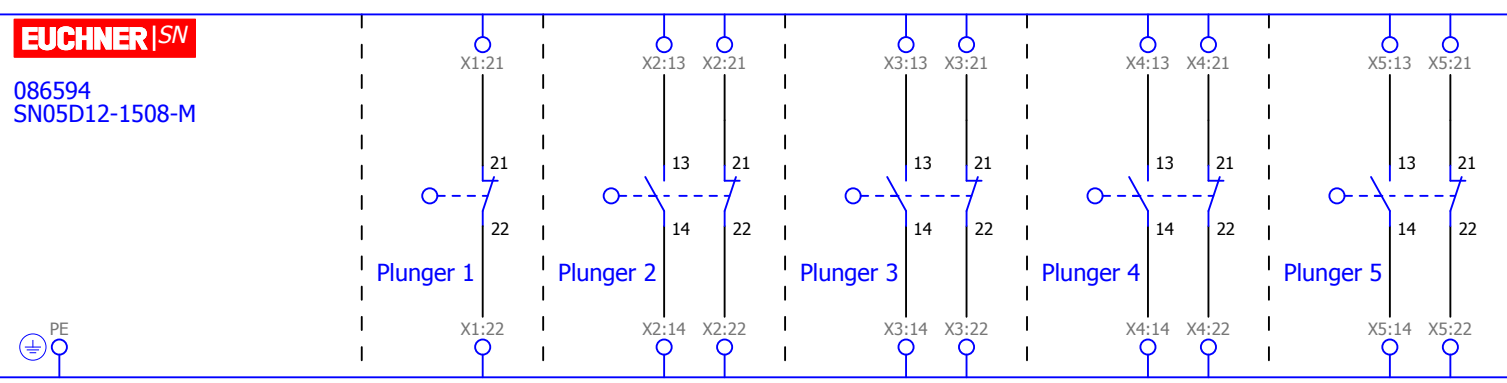 EUCHNER|SN
086594
SN05D12-1508-M
X1:21 X2:13 X2:21 X3:13 X3:21 X4:13 X4:21 X5:13 X5:21
21 13 21 13 21 13 21 13 21
22 14 22 14 22 14 22 14 22
Plunger 1 Plunger 2 Plunger 3 Plunger 4 Plunger 5
PE X1:22 X2:14 X2:22 X3:14 X3:22 X4:14 X4:22 X5:14 X5:22